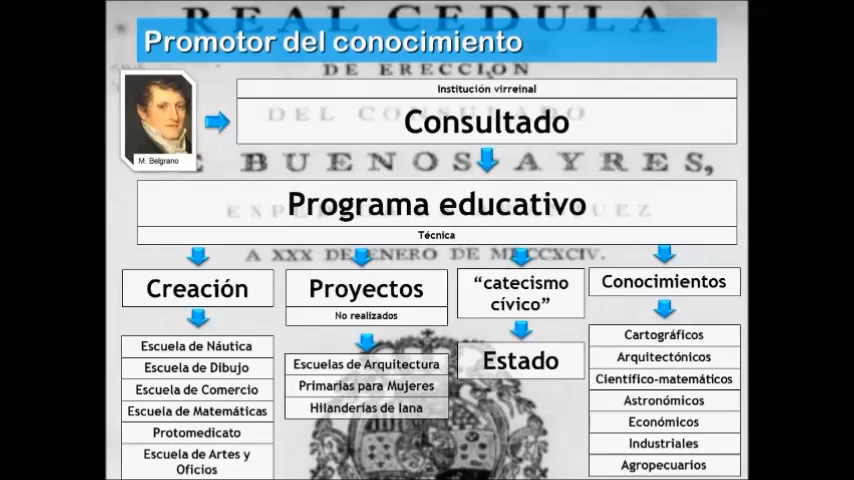 REAL CEDULA
Promotor del conocimiento
DE ERECCION
Institución virreinal
DEL CONSULADO
Consultado
M. Belgrano
E BUENOS AYRES,
Programa educativo
Técnica
A XXX DE ENERO DE MDCCXCIV.
Creación
Proyectos
No realizados
“catecismo
cívico”
Conocimientos
Escuela de Náutica
Escuela de Dibujo
Escuela de Comercio
Escuela de Matemáticas
Protomedicato
Escuela de Artes y
Oficios
Escuelas de Arquitectura
Primarias para Mujeres
Hilanderías de lana
Estado
Cartográficos
Arquitectónicos
Científico-matemáticos
Astronómicos
Económicos
Industriales
Agropecuarios